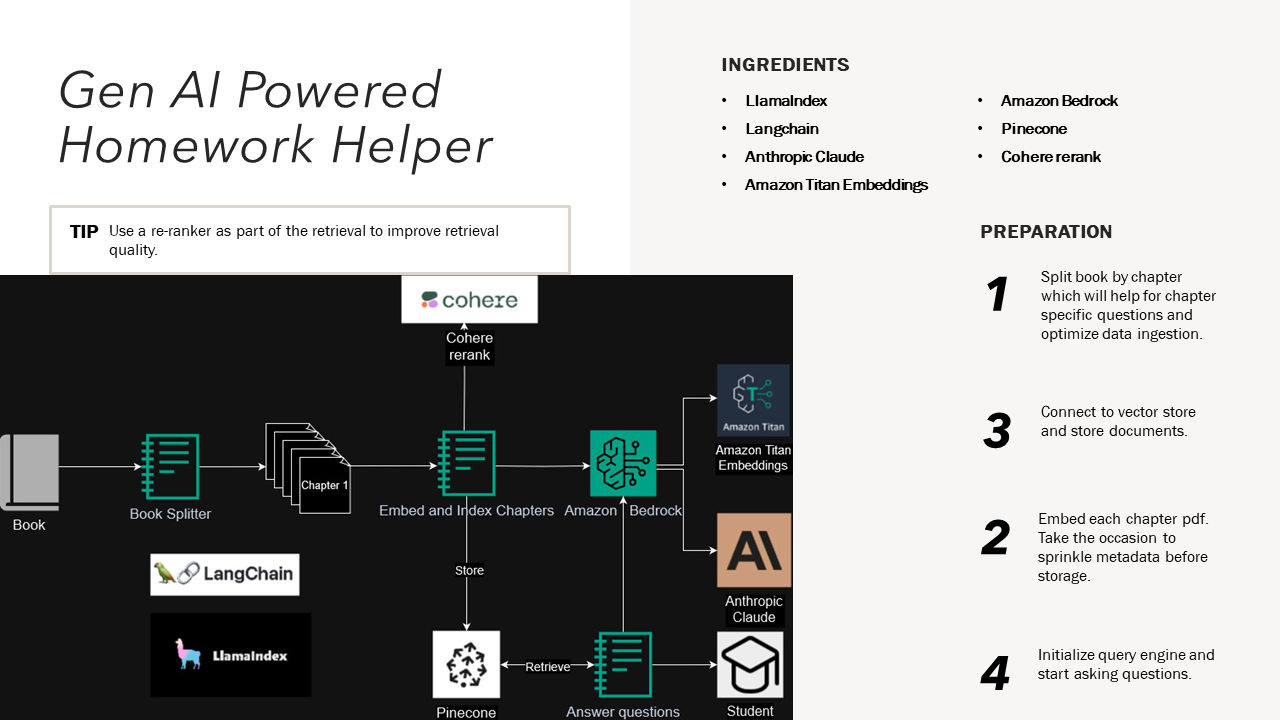 Gen AI Powered
Homework Helper
TIP Use a re-ranker as part of the retrieval to improve retrieval
quality.
INGREDIENTS
• LlamaIndex
• Langchain
• Anthropic Claude
• Amazon Titan Embeddings
• Amazon Bedrock
• Pinecone
• Cohere rerank
PREPARATION
1 Split book by chapter
which will help for chapter
specific questions and
optimize data ingestion.
3 Connect to vector store
and store documents.
2 Embed each chapter pdf.
Take the occasion to
sprinkle metadata before
storage.
4 Initialize query engine and
start asking questions.
cohere
Cohere
rerank
Amazon Titan
Amazon Titan
Embeddings
Chapter 1
Book
Book Splitter
Embed and Index Chapters
Amazon Bedrock
LangChain
Store
AI
Anthropic
Claude
LlamaIndex
Retrieve
Pinecone
Answer questions
Student